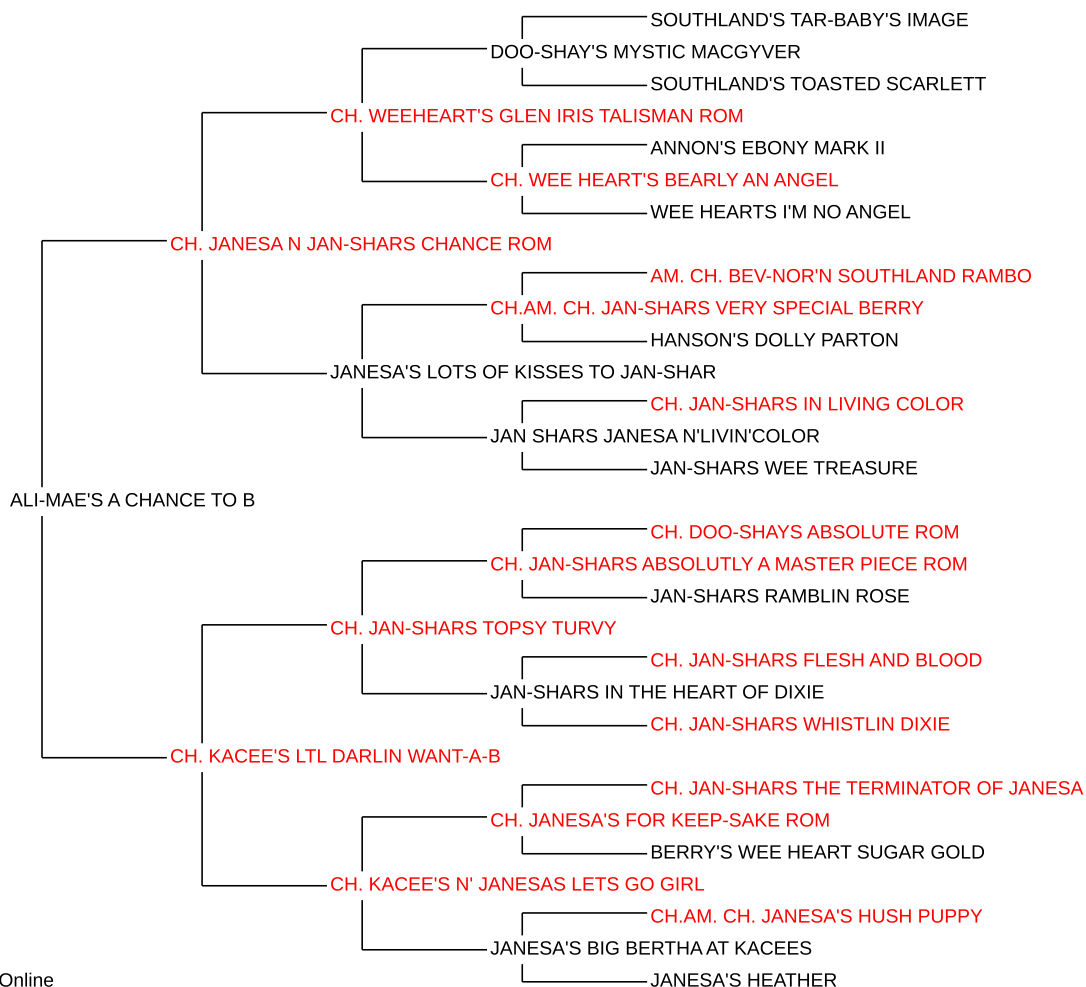 SOUTHLAND'S TAR-BABY'S IMAGE
DOO-SHAY'S MYSTIC MACGYVER
SOUTHLAND'S TOASTED SCARLETT
CH. WEEHEART'S GLEN IRIS TALISMAN ROM
ANNON'S EBONY MARK II
CH. WEE HEART'S BEARLY AN ANGEL
WEE HEARTS I'M NO ANGEL
CH. JANESA N JAN-SHARS CHANCE ROM
AM. CH. BEV-NOR'N SOUTHLAND RAMBO
CH.AM. CH. JAN-SHARS VERY SPECIAL BERRY
HANSON'S DOLLY PARTON
JANESA'S LOTS OF KISSES TO JAN-SHAR
CH. JAN-SHARS IN LIVING COLOR
JAN SHARS JANESA N'LIVIN'COLOR
JAN-SHARS WEE TREASURE
ALI-MAE'S A CHANCE TO B
CH. DOO-SHAYS ABSOLUTE ROM
CH. JAN-SHARS ABSOLUTLY A MASTER PIECE ROM
JAN-SHARS RAMBLIN ROSE
CH. JAN-SHARS TOPSY TURVY
CH. JAN-SHARS FLESH AND BLOOD
JAN-SHARS IN THE HEART OF DIXIE
CH. JAN-SHARS WHISTLIN DIXIE
CH. KACEE'S LTL DARLIN WANT-A-B
CH. JAN-SHARS THE TERMINATOR OF JANESA
CH. JANESA'S FOR KEEP-SAKE ROM
BERRY'S WEE HEART SUGAR GOLD
CH. KACEE'S N' JANESAS LETS GO GIRL
CH.AM. CH. JANESA'S HUSH PUPPY
JANESA'S BIG BERTHA AT KACEES
JANESA'S HEATHER
Online